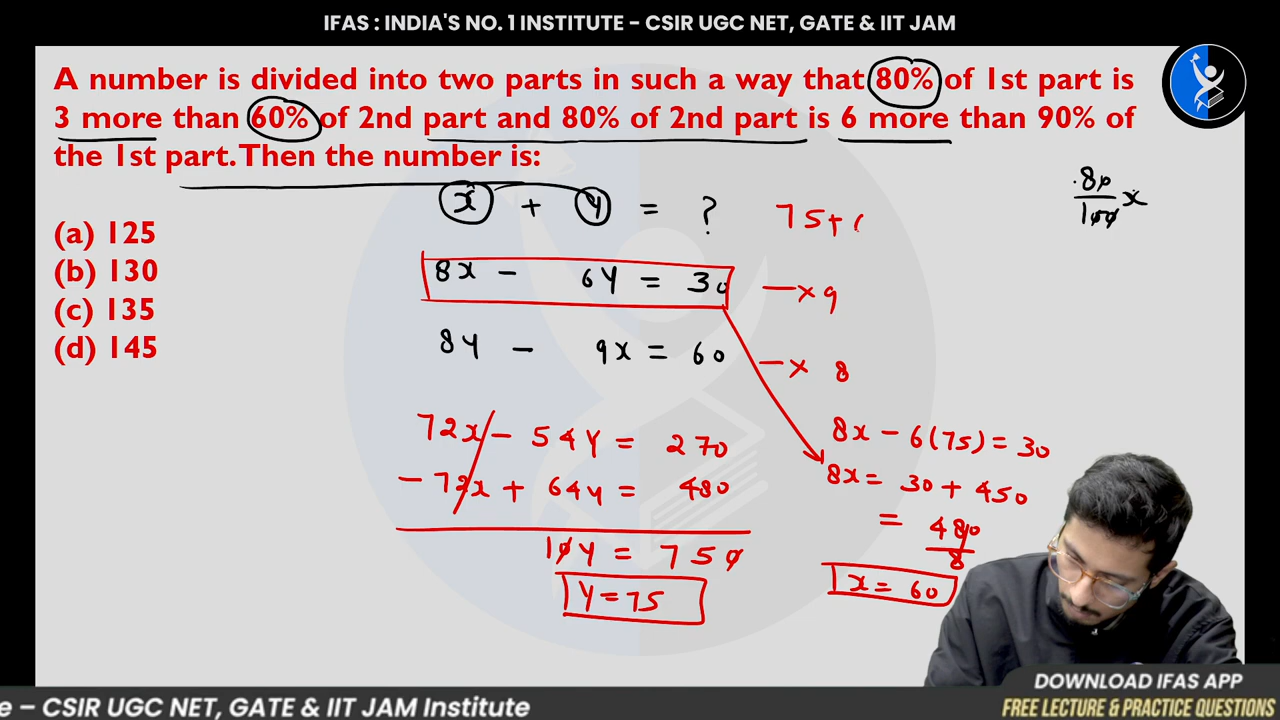 IFAS : INDIA'S NO. 1 INSTITUTE – CSIR UGC NET, GATE & IIT JAM
A number is divided into two parts in such a way that 80% of 1st part is
3 more than 60% of 2nd part and 80% of 2nd part is 6 more than 90% of
the 1st part. Then the number is:
80/100 x
x + y = ?
75+
(a) 125
(b) 130
(c) 135
(d) 145
8x - 6y = 30 — × 9
8y - 9x = 60 — × 8
72x - 54y = 270
- 72x + 64y = 480
10y = 750
y = 75
8x - 6(75) = 30
8x = 30 + 450
= 480/8
x = 60
DOWNLOAD IFAS APP
FREE LECTURE & PRACTICE QUESTIONS
e – CSIR UGC NET, GATE & IIT JAM Institute